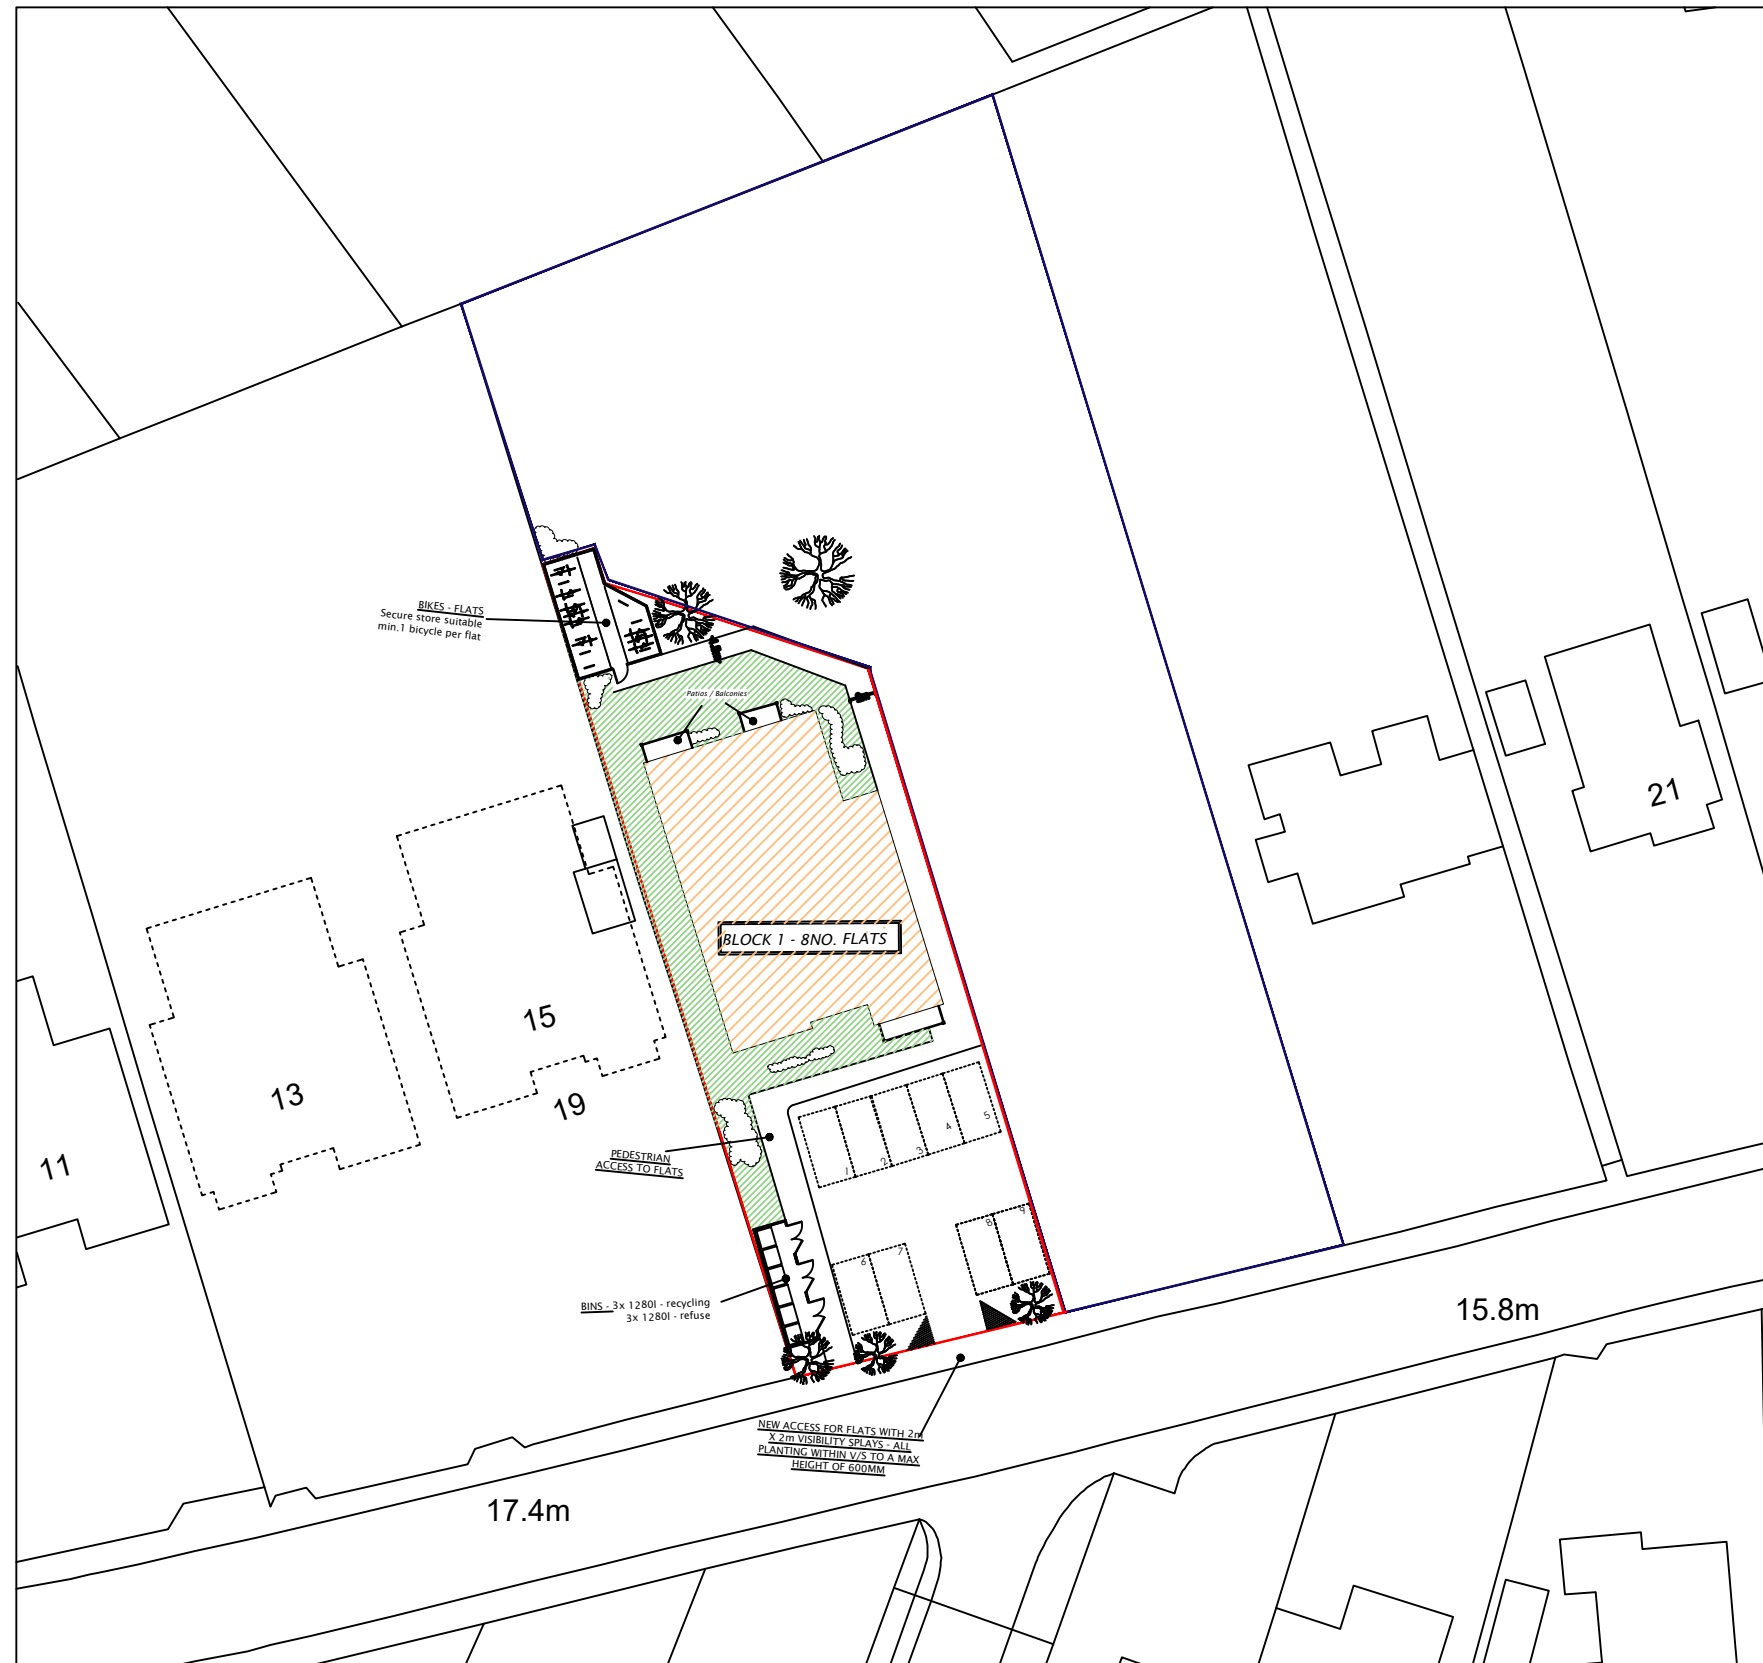 BIKES - FLATS
Secure store suitable
min.1 bicycle per flat
Patios / Balconies
21
BLOCK 1 - 8NO. FLATS
15
13
19
11
PEDESTRIAN
ACCESS TO FLATS
1
2
3
4
5
6
7
8
9
BINS - 3x 1280l - recycling
3x 1280l - refuse
15.8m
NEW ACCESS FOR FLATS WITH 2m
X 2m VISIBILITY SPLAYS - ALL
PLANTING WITHIN V/S TO A MAX
HEIGHT OF 600MM
17.4m